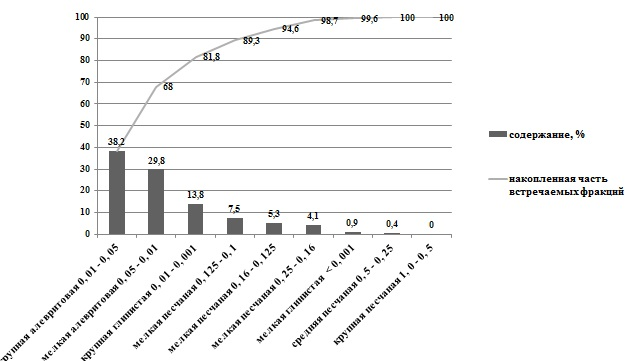 100
90
80
70
60
50
40
30
20
10
0
38,2
29,8
13,8
7,5
5,3
4,1
0,9
0,4
0
68
81,8
89,3
94,6
98,7
99,6
100
100
содержание, %
накопленная часть
встречаемых фракций
алевритовая 0, 01 - 0, 05
мелкая алевритовая 0, 05 - 0, 01
крупная глинистая 0, 01 - 0, 001
мелкая песчаная 0, 125 - 0, 1
мелкая песчаная 0, 16 - 0, 125
мелкая песчаная 0, 25 - 0, 16
мелкая глинистая < 0, 001
средняя песчаная 0, 5 - 0, 25
крупная песчаная 1, 0 - 0, 5